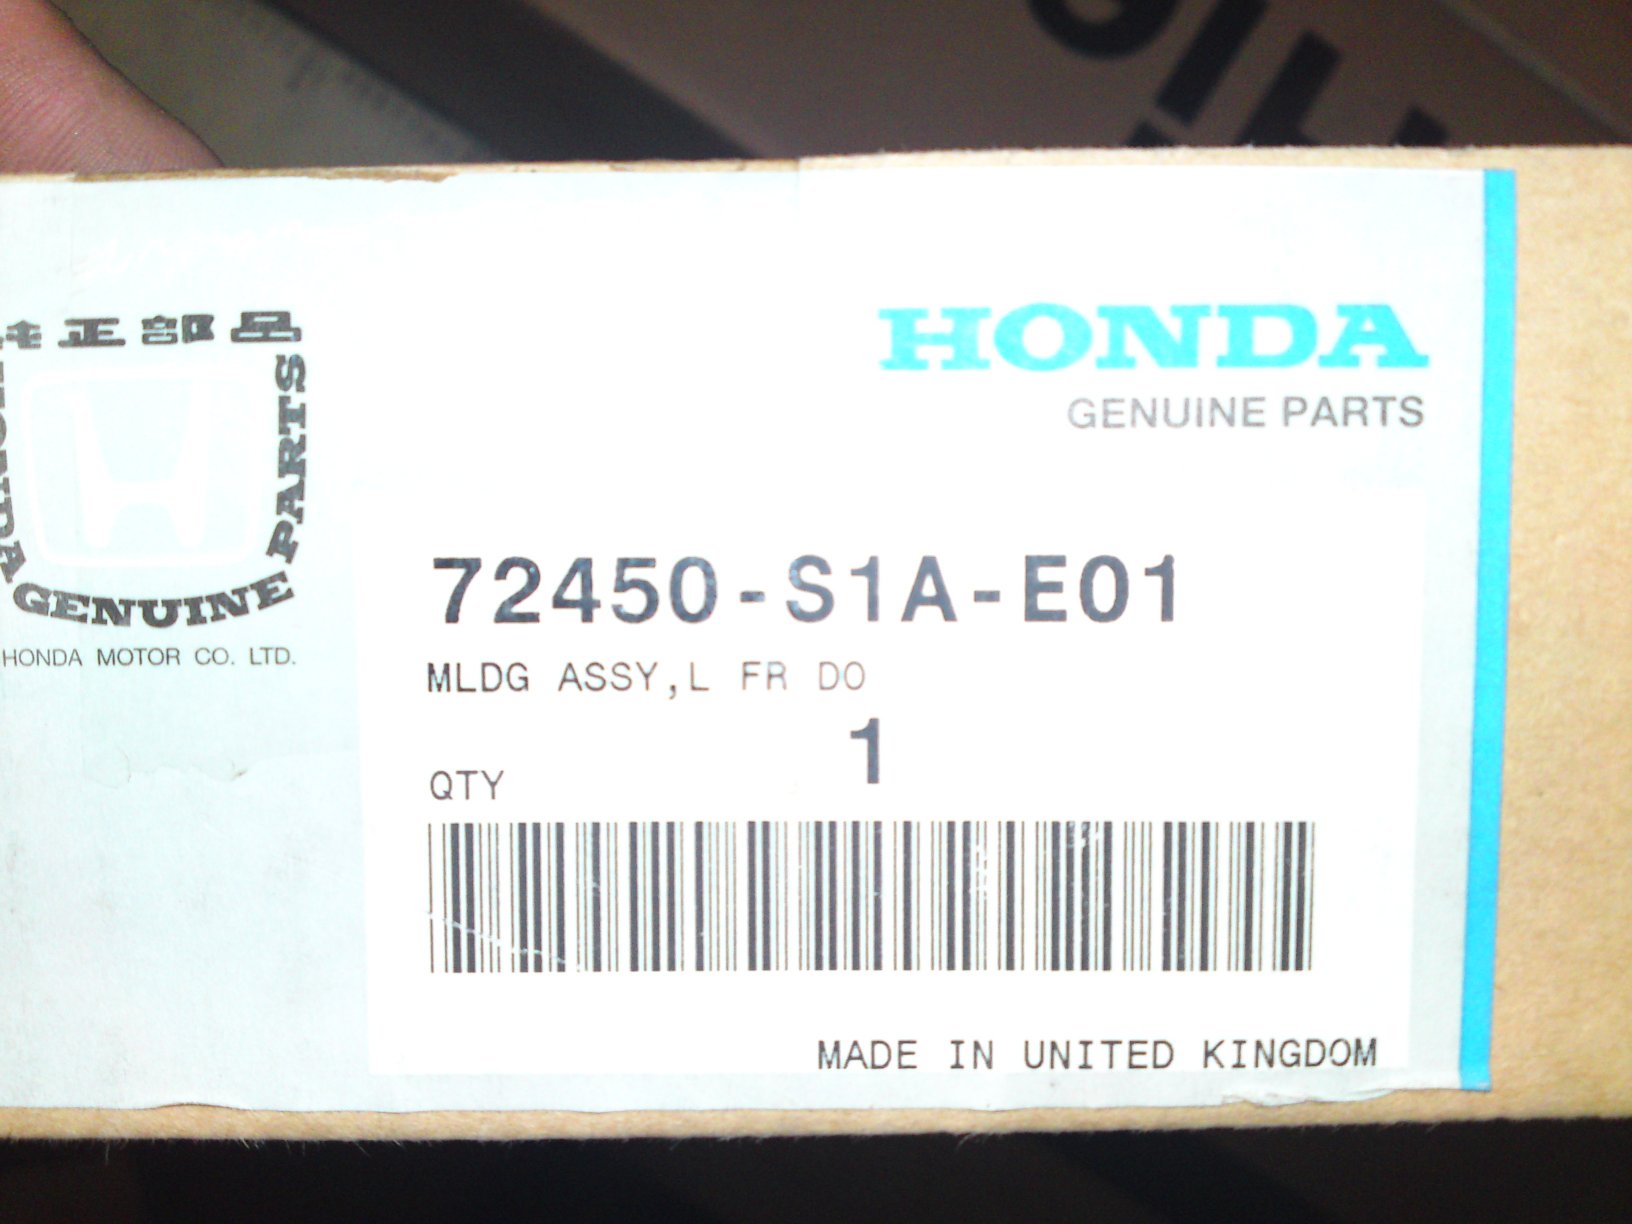 純正部品
HONDA GENUINE PARTS
HONDA MOTOR CO. LTD.
HONDA
GENUINE PARTS
72450-S1A-E01
MLDG ASSY,L FR DO
QTY 1
MADE IN UNITED KINGDOM